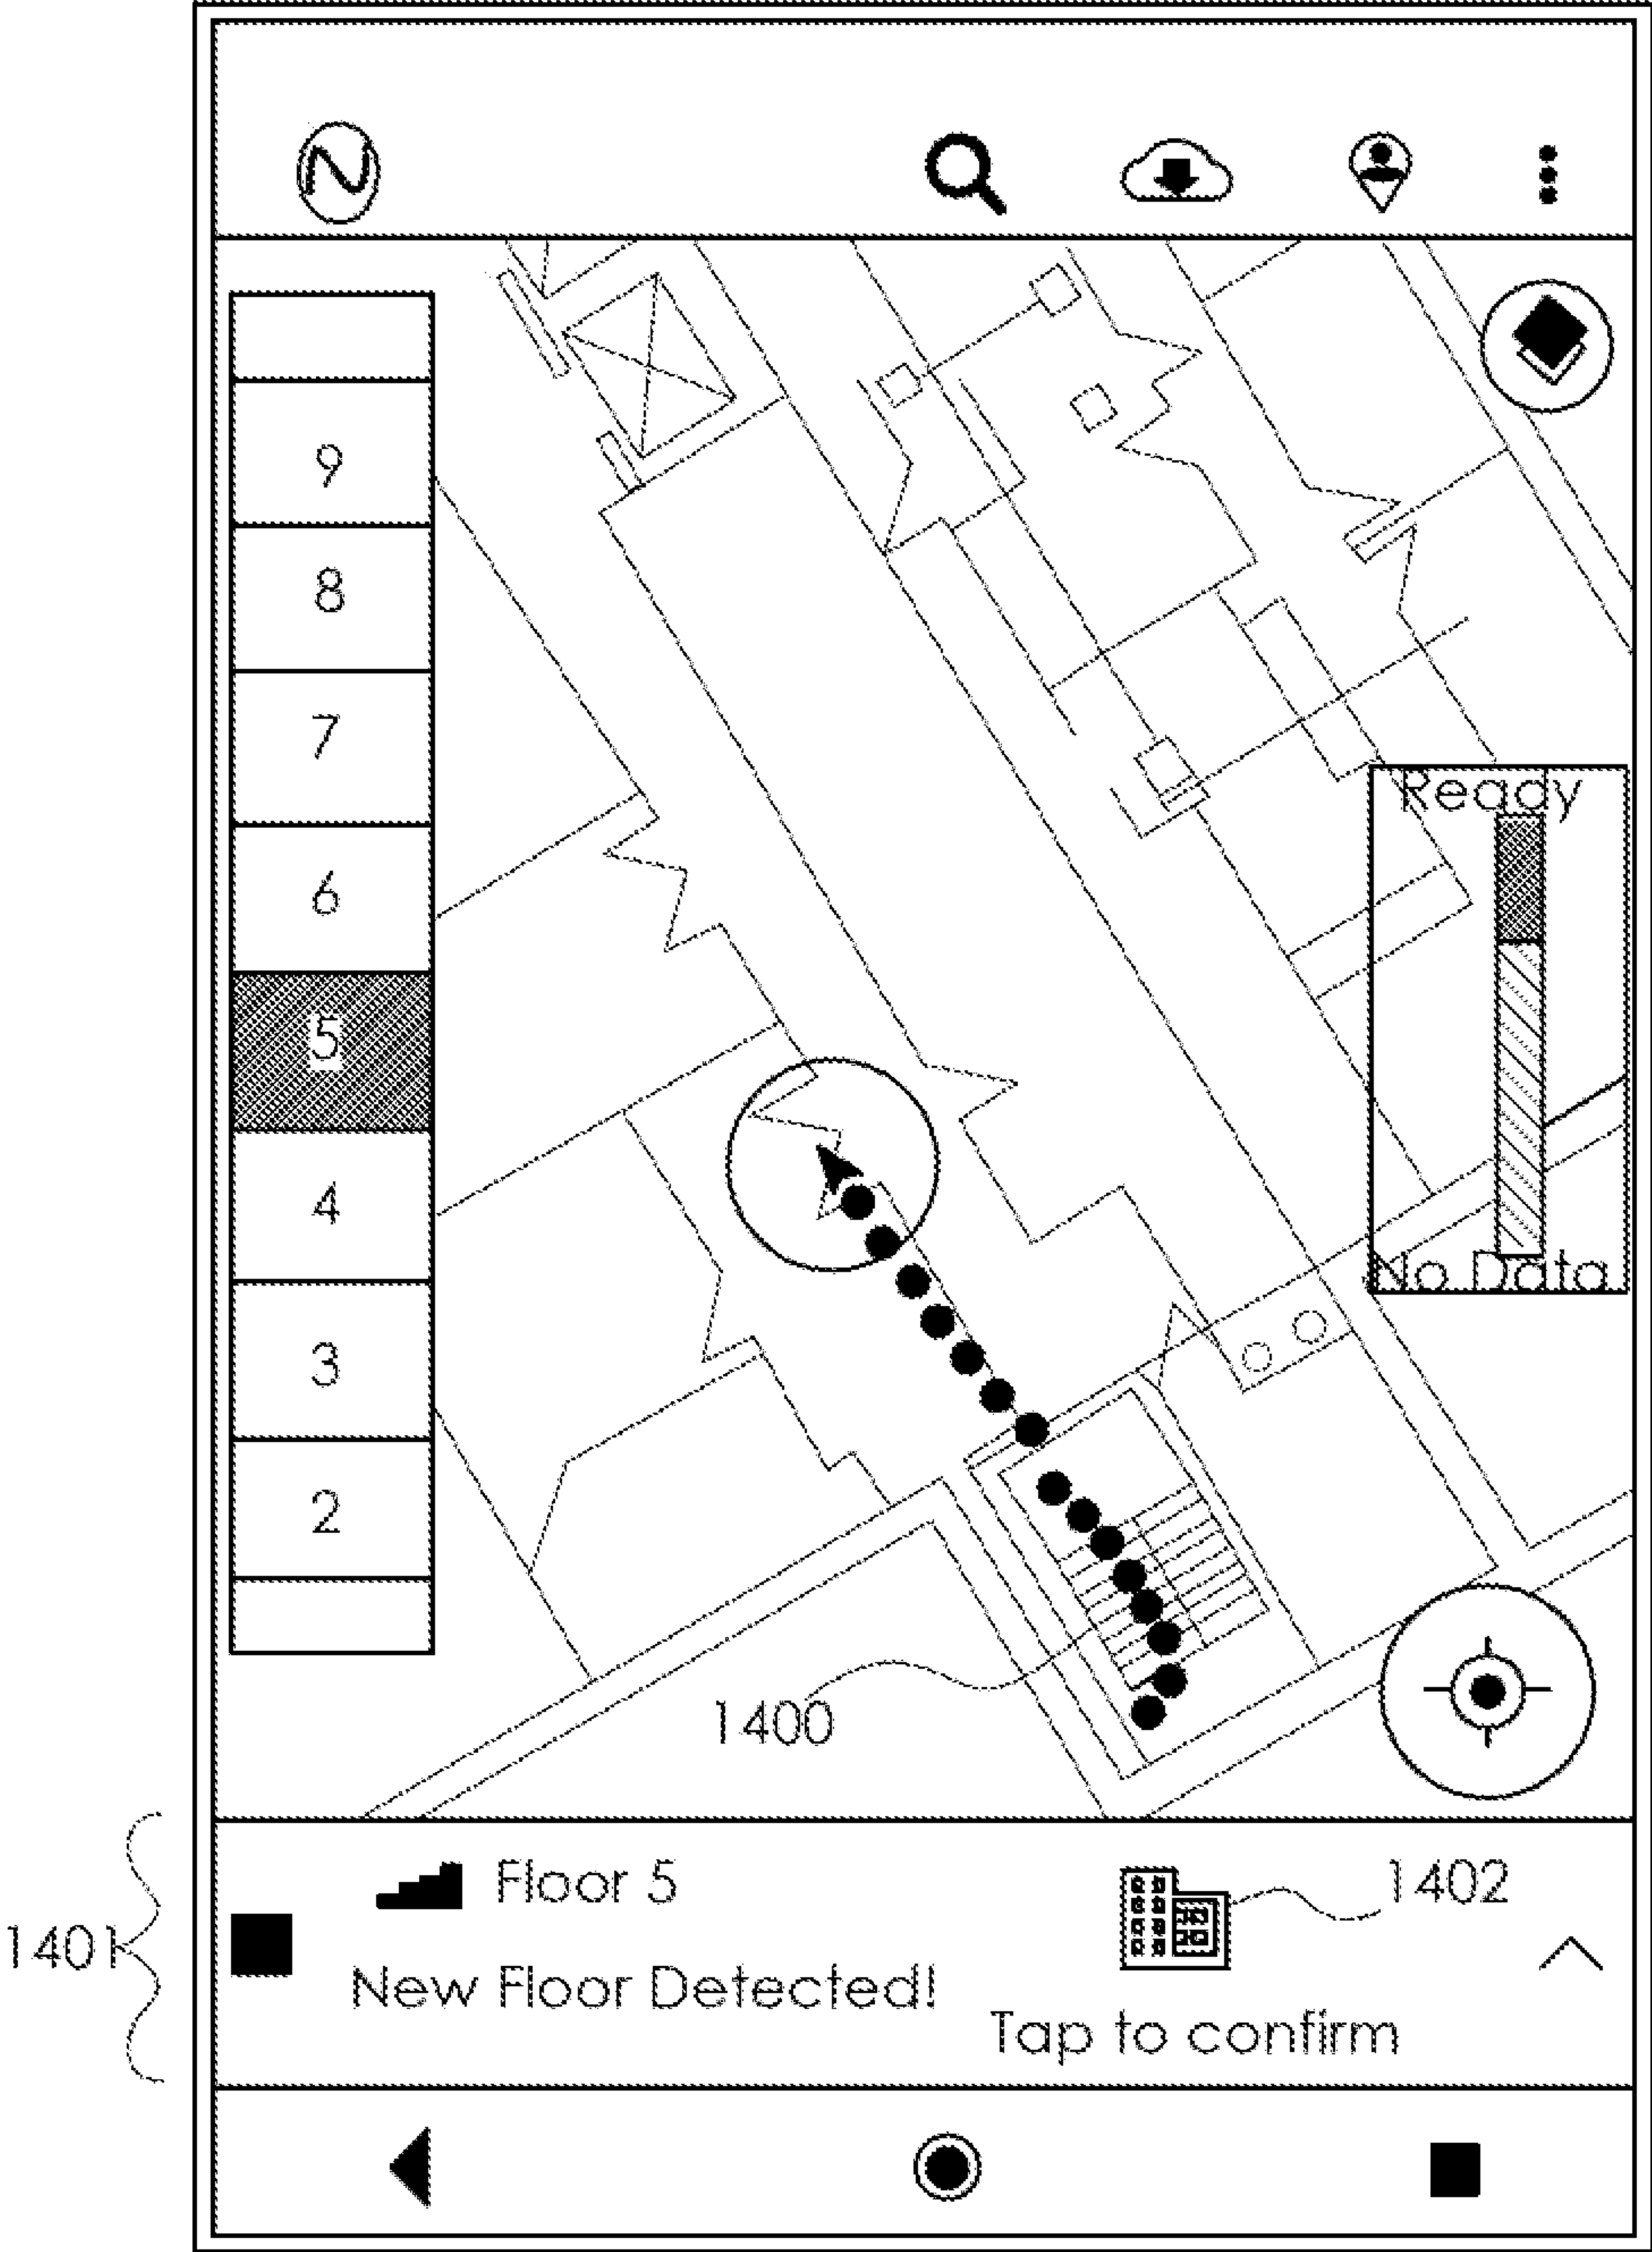 9
8
7
6
5
4
3
2
Ready
No Data
1400
1401
Floor 5
New Floor Detected!
1402
Tap to confirm